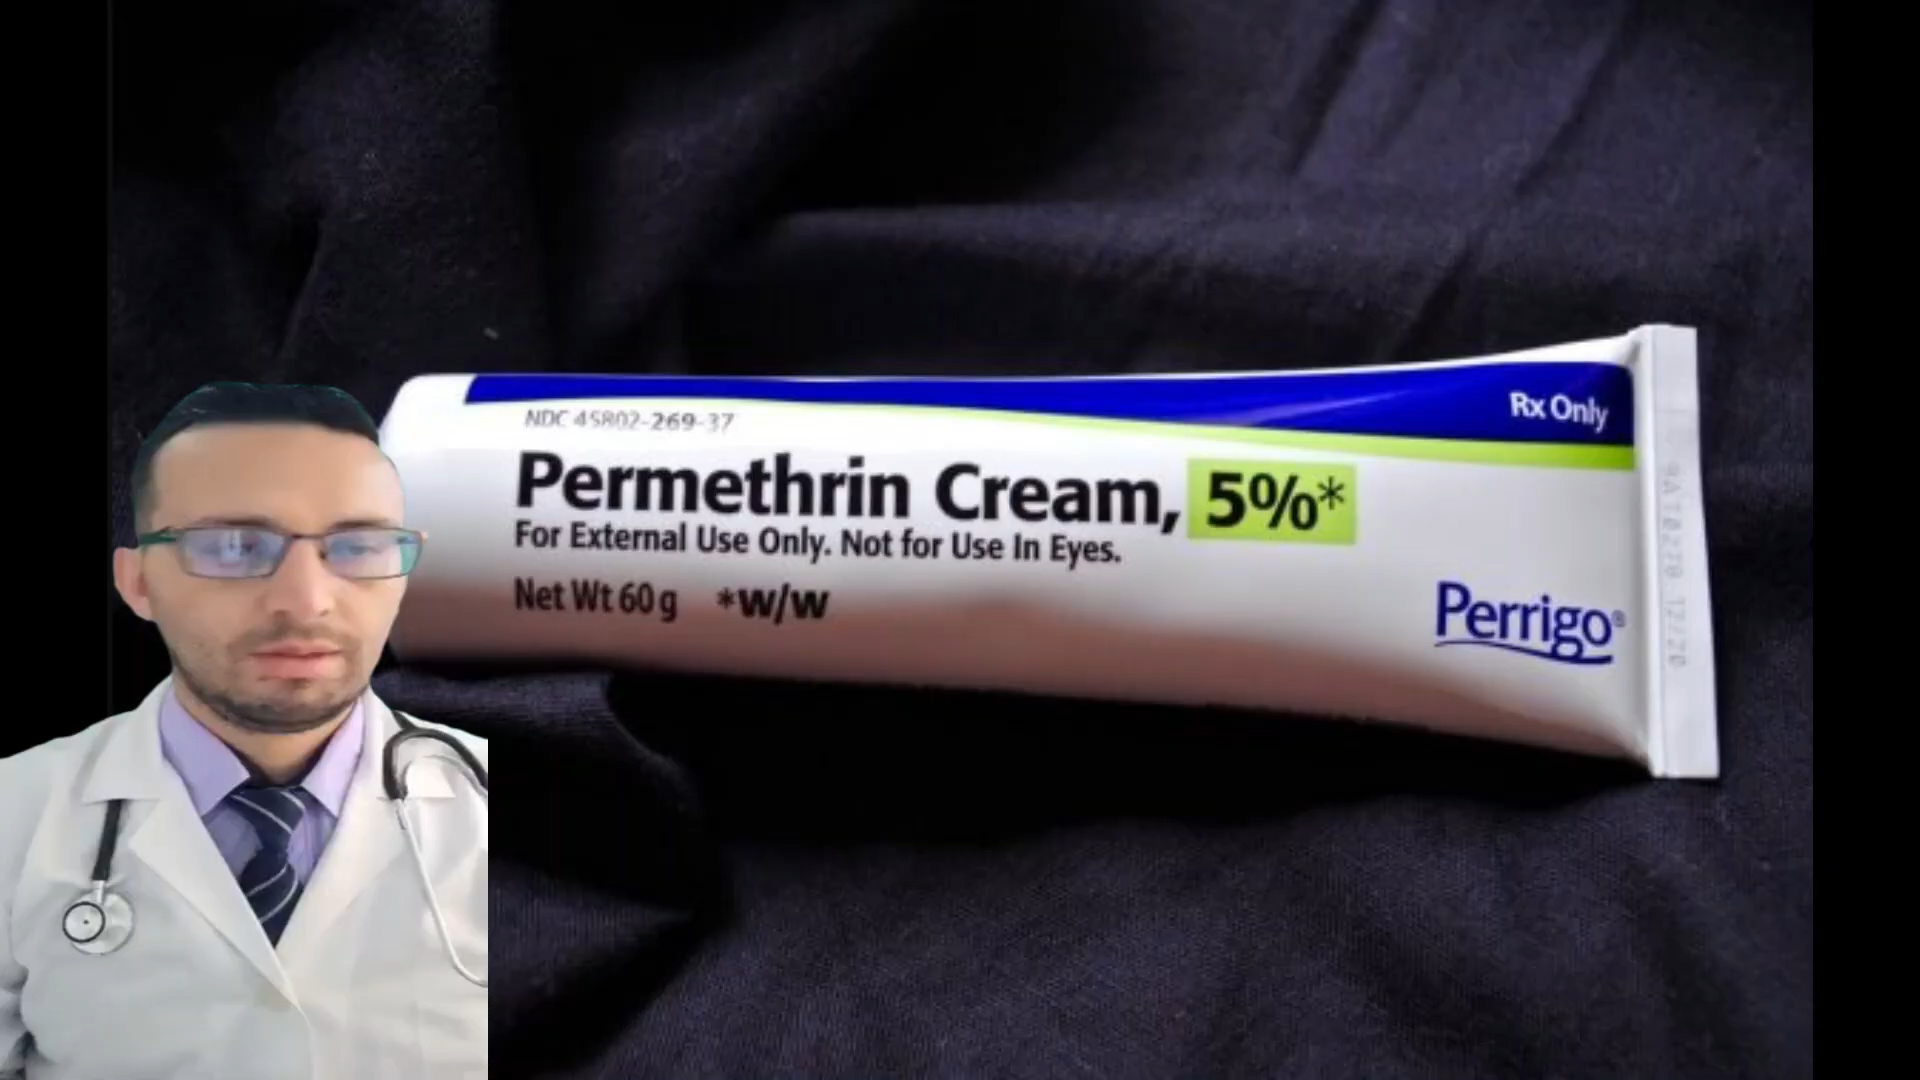 Rx Only
NDC 45802-269-37
Permethrin Cream, 5%*
For External Use Only. Not for Use In Eyes.
Net Wt 60 g *w/w
Perrigo®